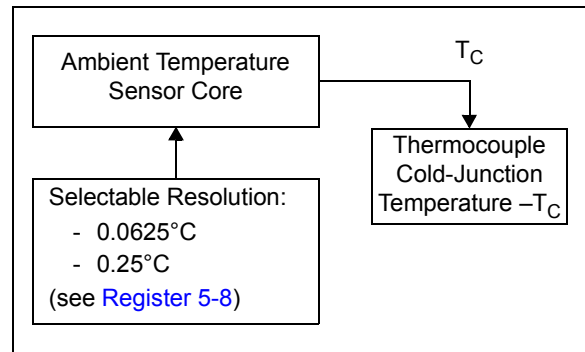 Ambient Temperature
Sensor Core
T_C
Thermocouple
Cold-Junction
Temperature –T_C
Selectable Resolution:
- 0.0625°C
- 0.25°C
(see Register 5-8)